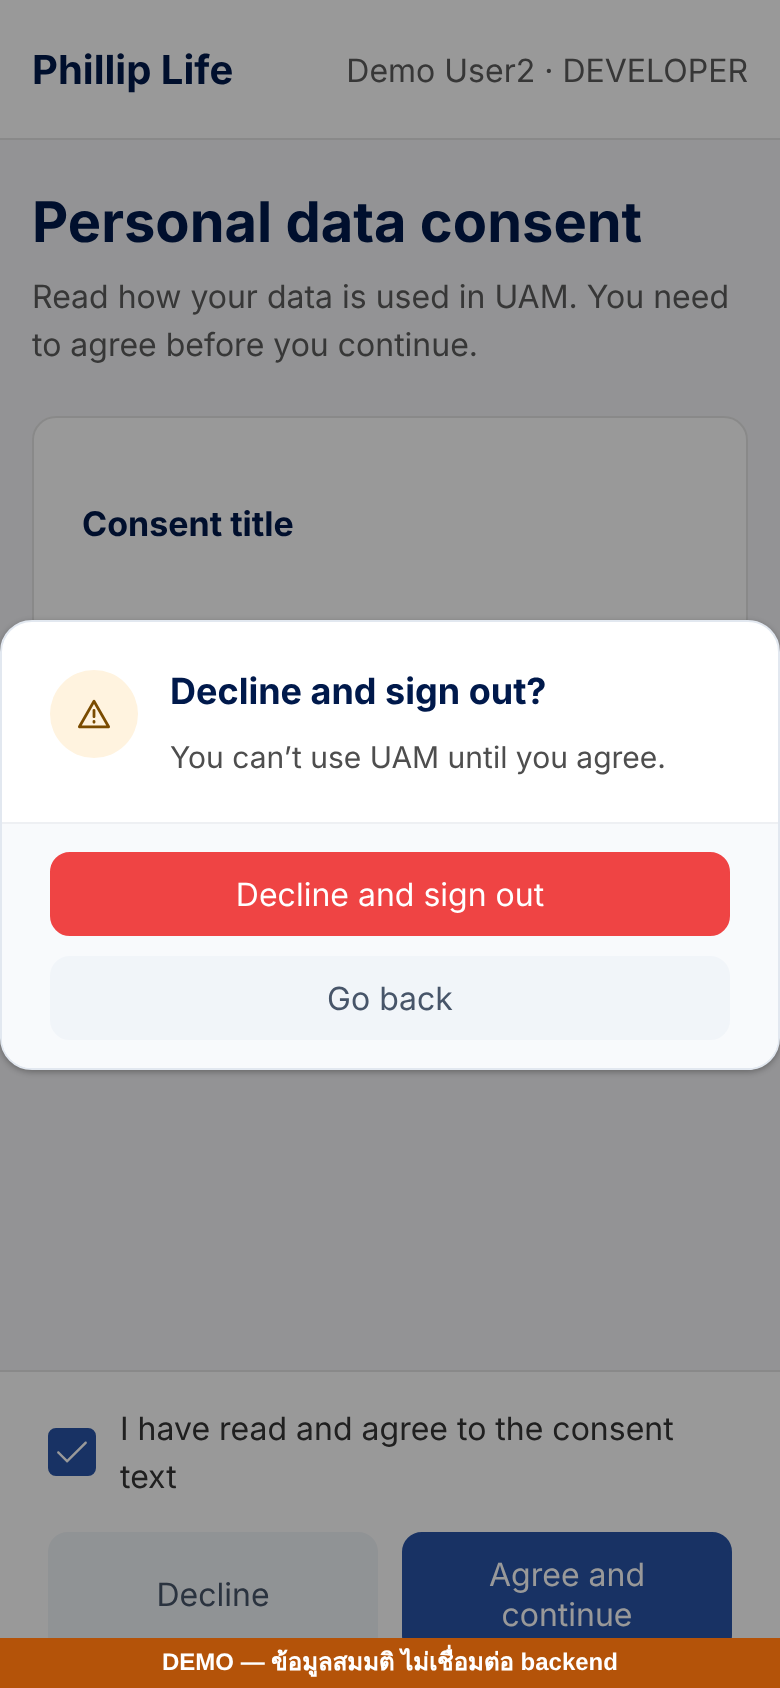 Phillip Life
Demo User2 · DEVELOPER
Personal data consent
Read how your data is used in UAM. You need
to agree before you continue.
Consent title
Decline and sign out?
You can’t use UAM until you agree.
Decline and sign out
Go back
I have read and agree to the consent
text
Decline
Agree and
continue
DEMO — ข้อมูลสมมติ ไม่เชื่อมต่อ backend